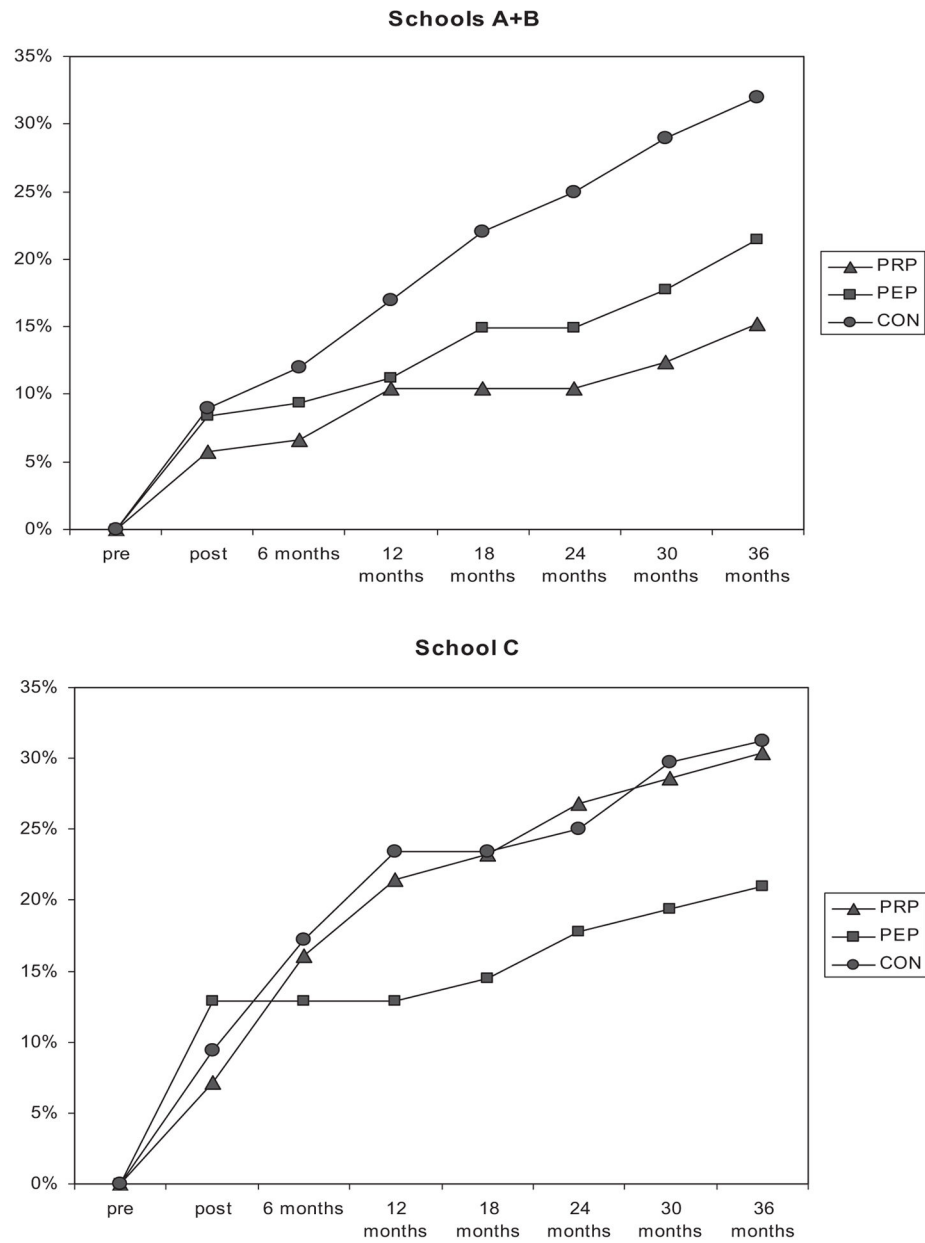 Schools A+B
35%
30%
25%
20%
15%
10%
5%
0%
pre
post
6 months
12 months
18 months
24 months
30 months
36 months
PRP
PEP
CON
School C
35%
30%
25%
20%
15%
10%
5%
0%
pre
post
6 months
12 months
18 months
24 months
30 months
36 months
PRP
PEP
CON